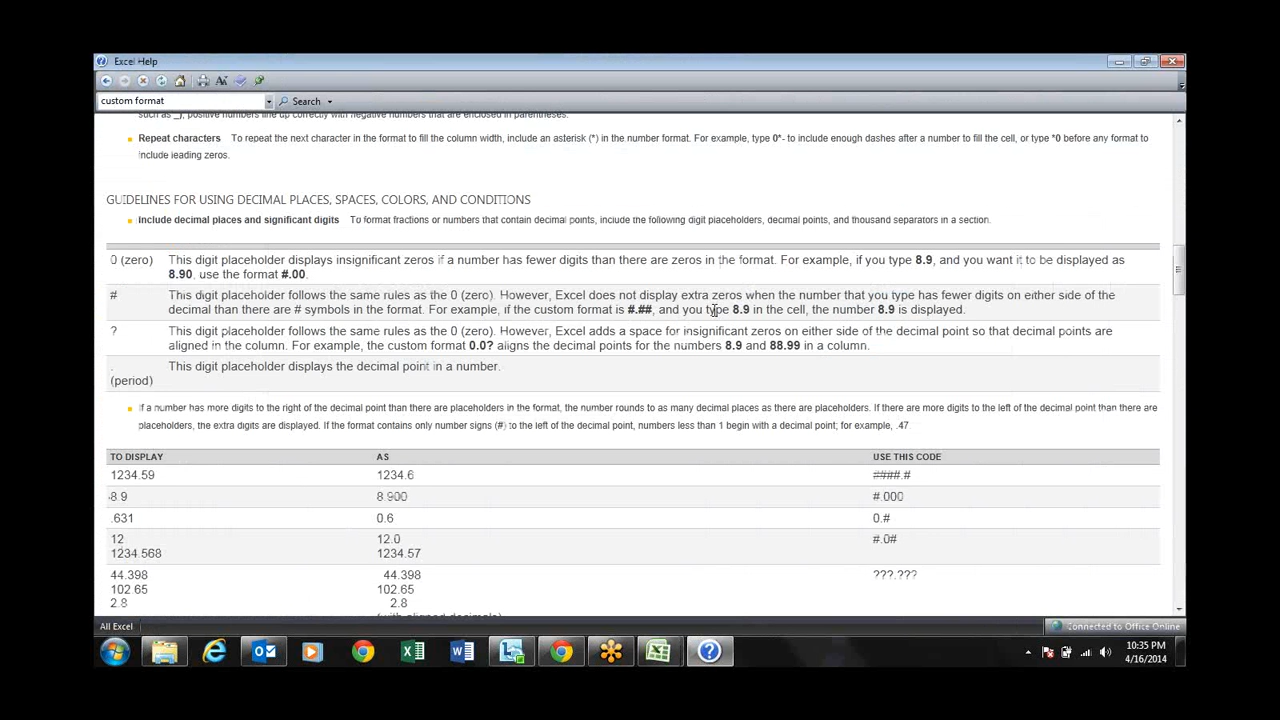 Excel Help
custom format
Search
such as _), positive numbers line up correctly with negative numbers that are enclosed in parentheses.
Repeat characters To repeat the next character in the format to fill the column width, include an asterisk (*) in the number format. For example, type 0*- to include enough dashes after a number to fill the cell, or type *0 before any format to
include leading zeros.
GUIDELINES FOR USING DECIMAL PLACES, SPACES, COLORS, AND CONDITIONS
Include decimal places and significant digits To format fractions or numbers that contain decimal points, include the following digit placeholders, decimal points, and thousand separators in a section.
0 (zero) This digit placeholder displays insignificant zeros if a number has fewer digits than there are zeros in the format. For example, if you type 8.9, and you want it to be displayed as
8.90, use the format #.00.
# This digit placeholder follows the same rules as the 0 (zero). However, Excel does not display extra zeros when the number that you type has fewer digits on either side of the
decimal than there are # symbols in the format. For example, if the custom format is #.##, and you type 8.9 in the cell, the number 8.9 is displayed.
? This digit placeholder follows the same rules as the 0 (zero). However, Excel adds a space for insignificant zeros on either side of the decimal point so that decimal points are
aligned in the column. For example, the custom format 0.0? aligns the decimal points for the numbers 8.9 and 88.99 in a column.
. This digit placeholder displays the decimal point in a number.
(period)
If a number has more digits to the right of the decimal point than there are placeholders in the format, the number rounds to as many decimal places as there are placeholders. If there are more digits to the left of the decimal point than there are
placeholders, the extra digits are displayed. If the format contains only number signs (#) to the left of the decimal point, numbers less than 1 begin with a decimal point; for example, .47
TO DISPLAY AS USE THIS CODE
1234.59 1234.6 ####.#
8.9 8.900 #.000
.631 0.6 0.#
12 12.0 #.0#
1234.568 1234.57
44.398 44.398 ???.???
102.65 102.65
2.8 2.8
(with aligned decimals)
All Excel Connected to Office Online
10:35 PM
4/16/2014